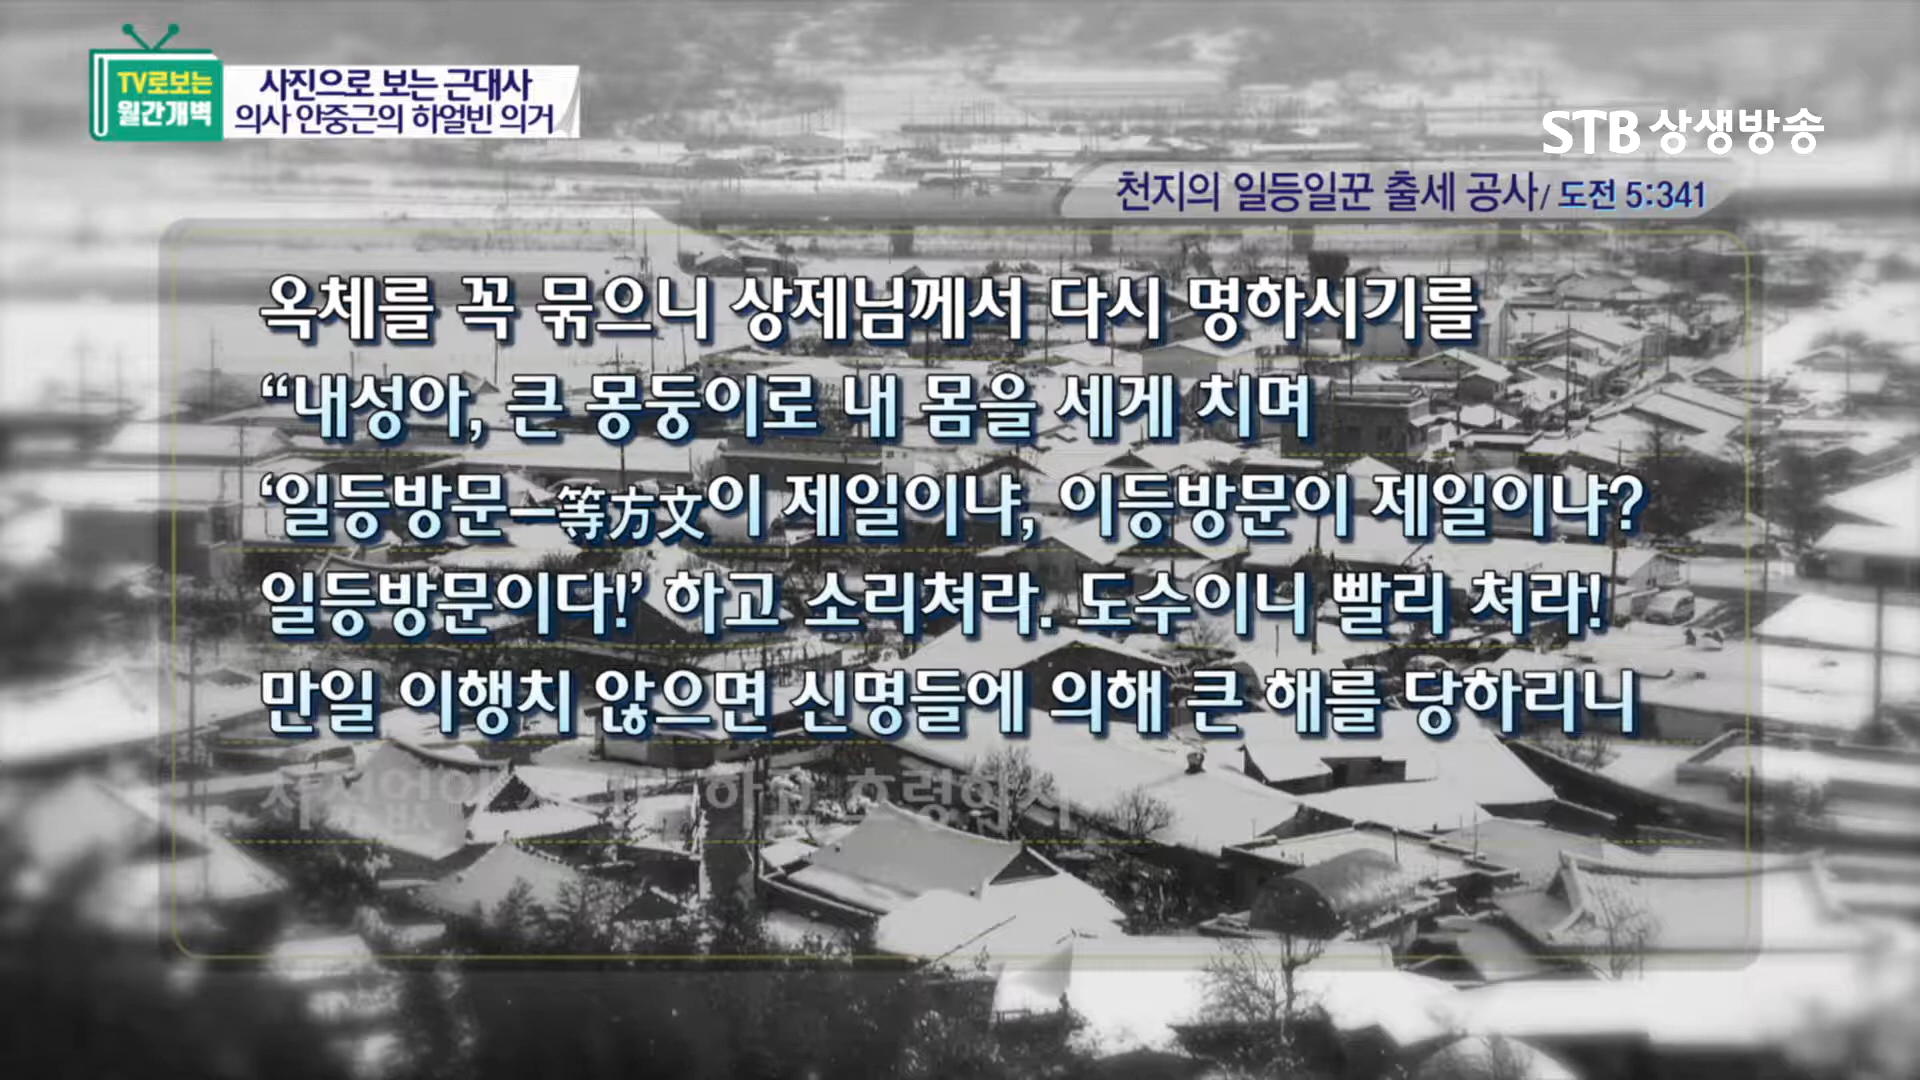 TV로보는
월간개벽
사진으로 보는 근대사
의사 안중근의 하얼빈 의거
STB 상생방송
천지의 일등일꾼 출세 공사/ 도전 5:341
옥체를 꼭 묶으니 상제님께서 다시 명하시기를
“내성아, 큰 몽둥이로 내 몸을 세게 치며
‘일등방문一等方文이 제일이냐, 이등방문이 제일이냐?
일등방문이다!’ 하고 소리쳐라. 도수이니 빨리 쳐라!
만일 이행치 않으면 신명들에 의해 큰 해를 당하리니
하고 호령하시